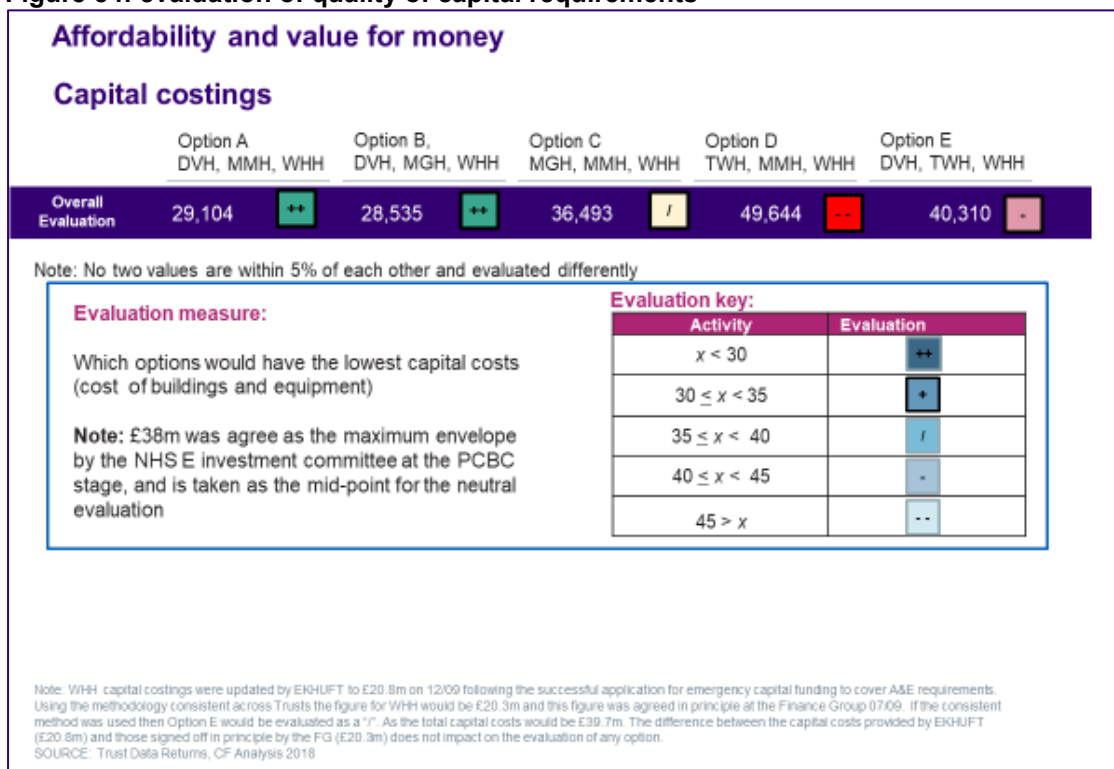 Affordability and value for money
Capital costings
Option A
DVH, MMH, WHH
Option B,
DVH, MGH, WHH
Option C
MGH, MMH, WHH
Option D
TWH, MMH, WHH
Option E
DVH, TWH, WHH
Overall
Evaluation
29,104 ++ 28,535 ++ 36,493 / 49,644 -- 40,310 -
Note: No two values are within 5% of each other and evaluated differently
Evaluation measure:
Which options would have the lowest capital costs
(cost of buildings and equipment)
Note: £38m was agree as the maximum envelope
by the NHS E investment committee at the PCBC
stage, and is taken as the mid-point for the neutral
evaluation
Evaluation key:
Activity Evaluation
x < 30 ++
30 ≤ x < 35 +
35 ≤ x < 40 /
40 ≤ x < 45 -
45 > x --
Note: WHH capital costings were updated by EKHUFT to £20.8m on 12/09 following the successful application for emergency capital funding to cover A&E requirements.
Using the methodology consistent across Trusts the figure for WHH would be £20.3m and this figure was agreed in principle at the Finance Group 07/09. If the consistent
method was used then Option E would be evaluated as a "/". As the total capital costs would be £39.7m. The difference between the capital costs provided by EKHUFT
(£20.8m) and those signed off in principle by the FG (£20.3m) does not impact on the evaluation of any option.
SOURCE: Trust Data Returns, CF Analysis 2018